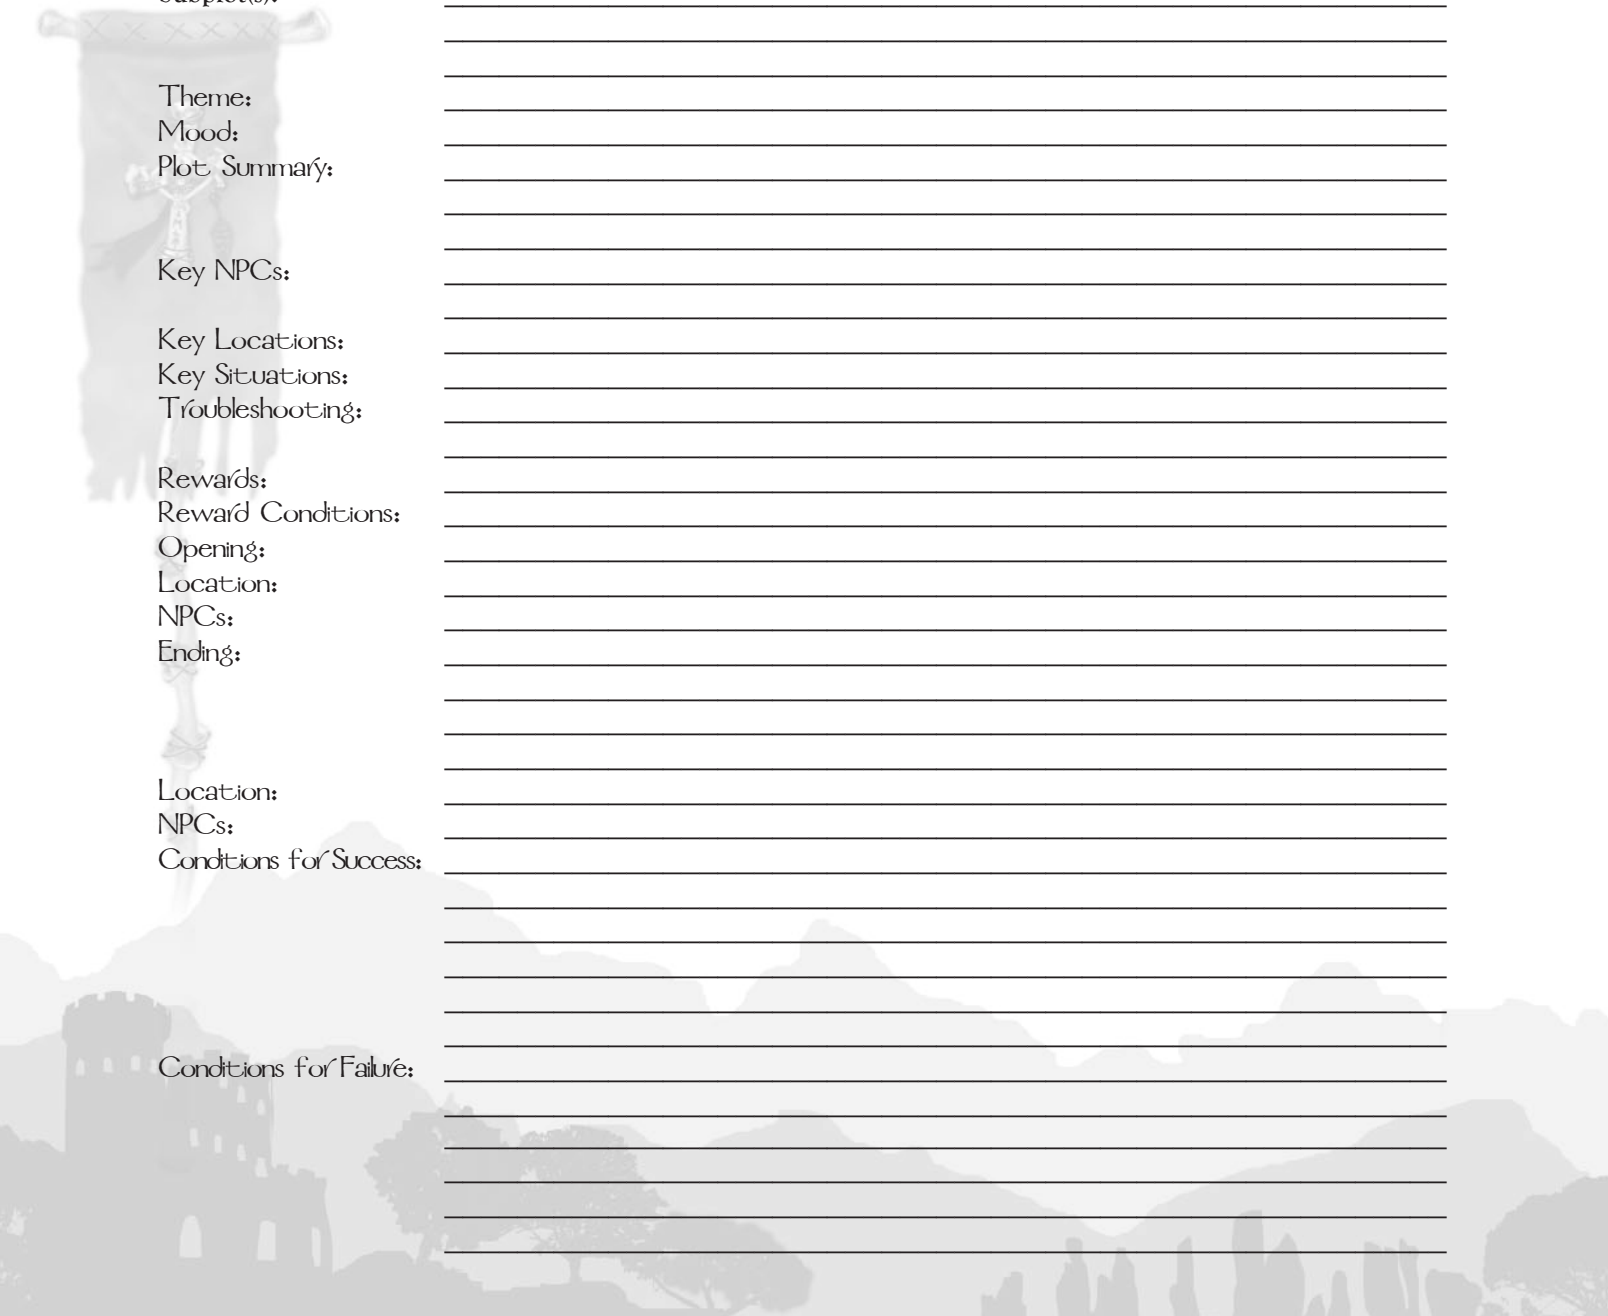 Subplot(s):
Theme:
Mood:
Plot Summary:
Key NPCs:
Key Locations:
Key Situations:
Troubleshooting:
Rewards:
Reward Conditions:
Opening:
Location:
NPCs:
Ending:
Location:
NPCs:
Conditions for Success:
Conditions for Failure: